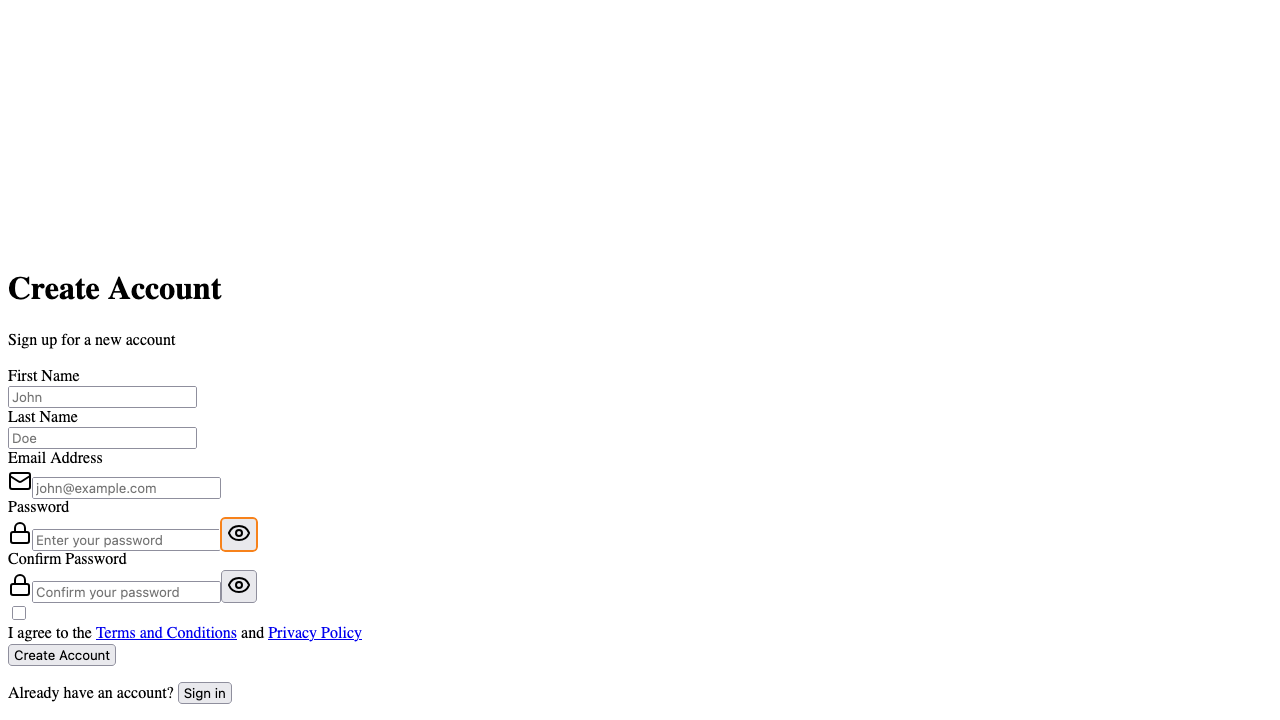 Create Account
Sign up for a new account
First Name
John
Last Name
Doe
Email Address
john@example.com
Password
Enter your password
Confirm Password
Confirm your password
I agree to the Terms and Conditions and Privacy Policy
Create Account
Already have an account? Sign in